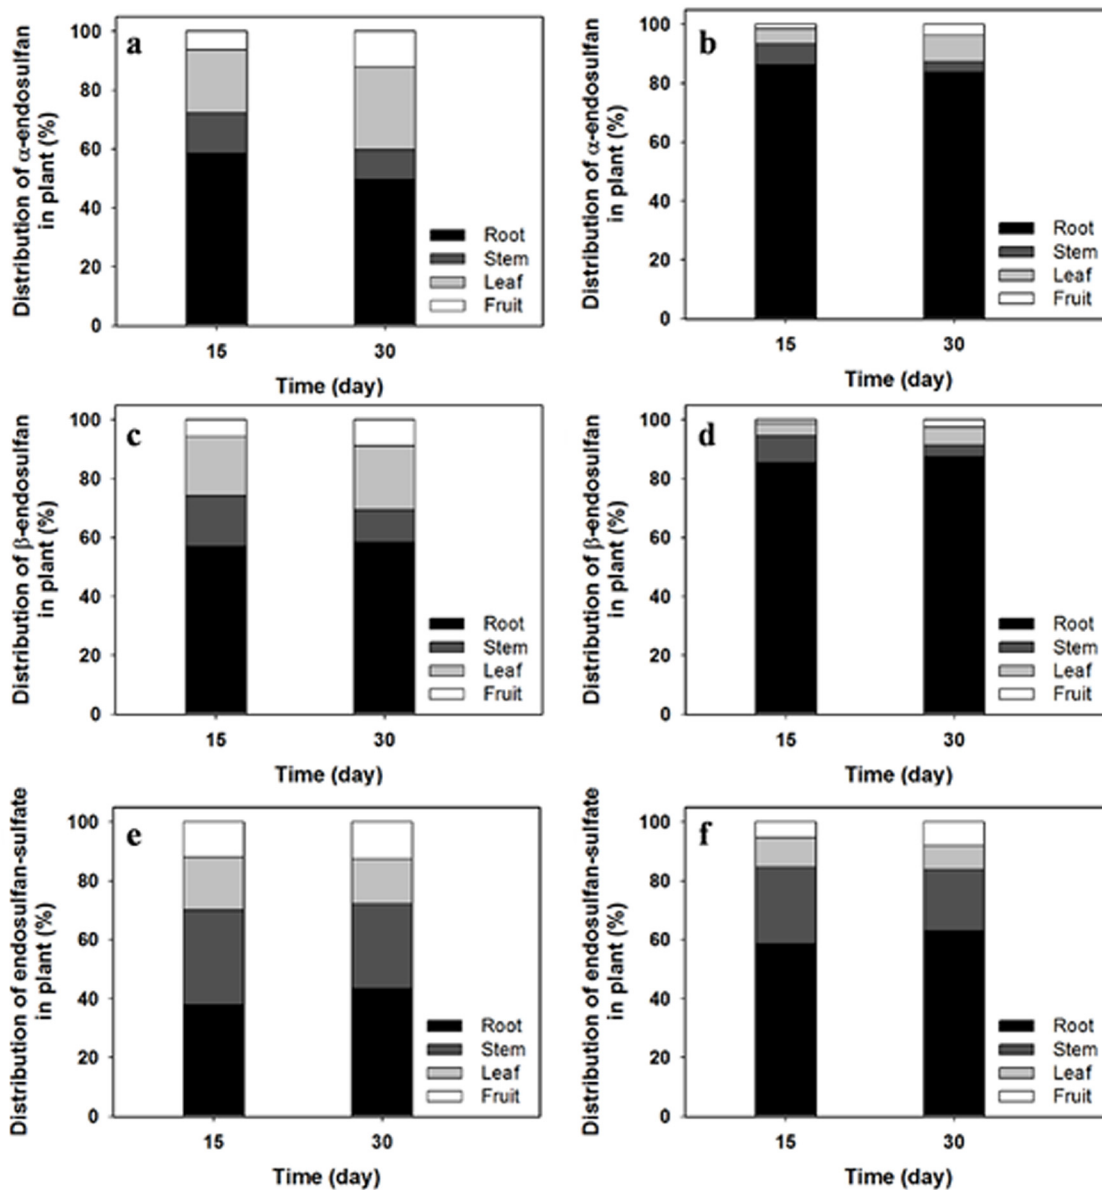 Distribution of α-endosulfan
in plant (%)
100
80
60
40
20
0
a
Root
Stem
Leaf
Fruit
15
30
Time (day)
Distribution of α-endosulfan
in plant (%)
100
80
60
40
20
0
b
Root
Stem
Leaf
Fruit
15
30
Time (day)
Distribution of β-endosulfan
in plant (%)
100
80
60
40
20
0
c
Root
Stem
Leaf
Fruit
15
30
Time (day)
Distribution of β-endosulfan
in plant (%)
100
80
60
40
20
0
d
Root
Stem
Leaf
Fruit
15
30
Time (day)
Distribution of endosulfan-sulfate
in plant (%)
100
80
60
40
20
0
e
Root
Stem
Leaf
Fruit
15
30
Time (day)
Distribution of endosulfan-sulfate
in plant (%)
100
80
60
40
20
0
f
Root
Stem
Leaf
Fruit
15
30
Time (day)